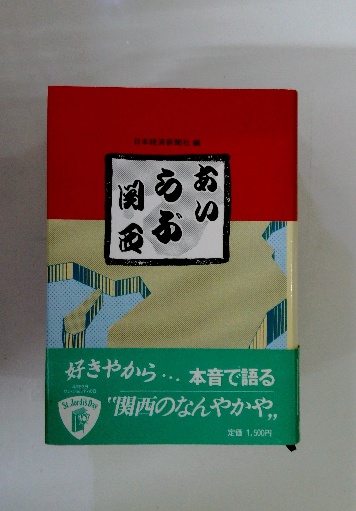 日本経済新聞社 編
あい
らぶ
関西
好きやから…本音で語る
"関西のなんやかや"
St. Jordi's Day
定価 1,500円